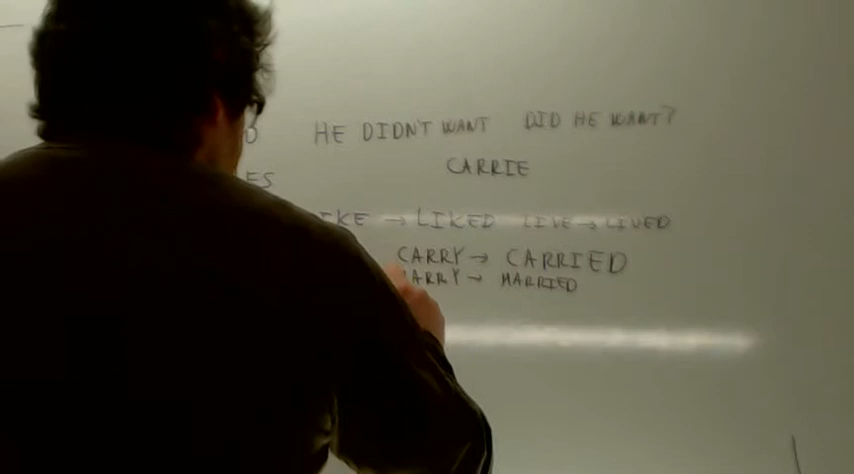 HE DIDN'T WANT DID HE WANT?
CARRIE
→ LIKED LIVE → LIVED
CARRY → CARRIED
→ MARRIED